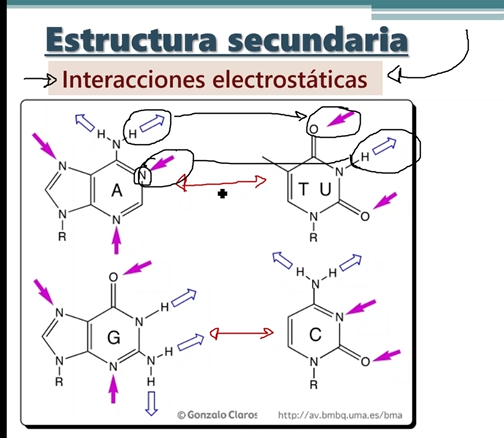 Estructura secundaria
Interacciones electrostáticas
H H O
N
N N N H
A T U
N N N O
R R
O H N H
N N H N
G C
N N N H N O
R H R
© Gonzalo Claros http://av.bmbq.uma.es/bma